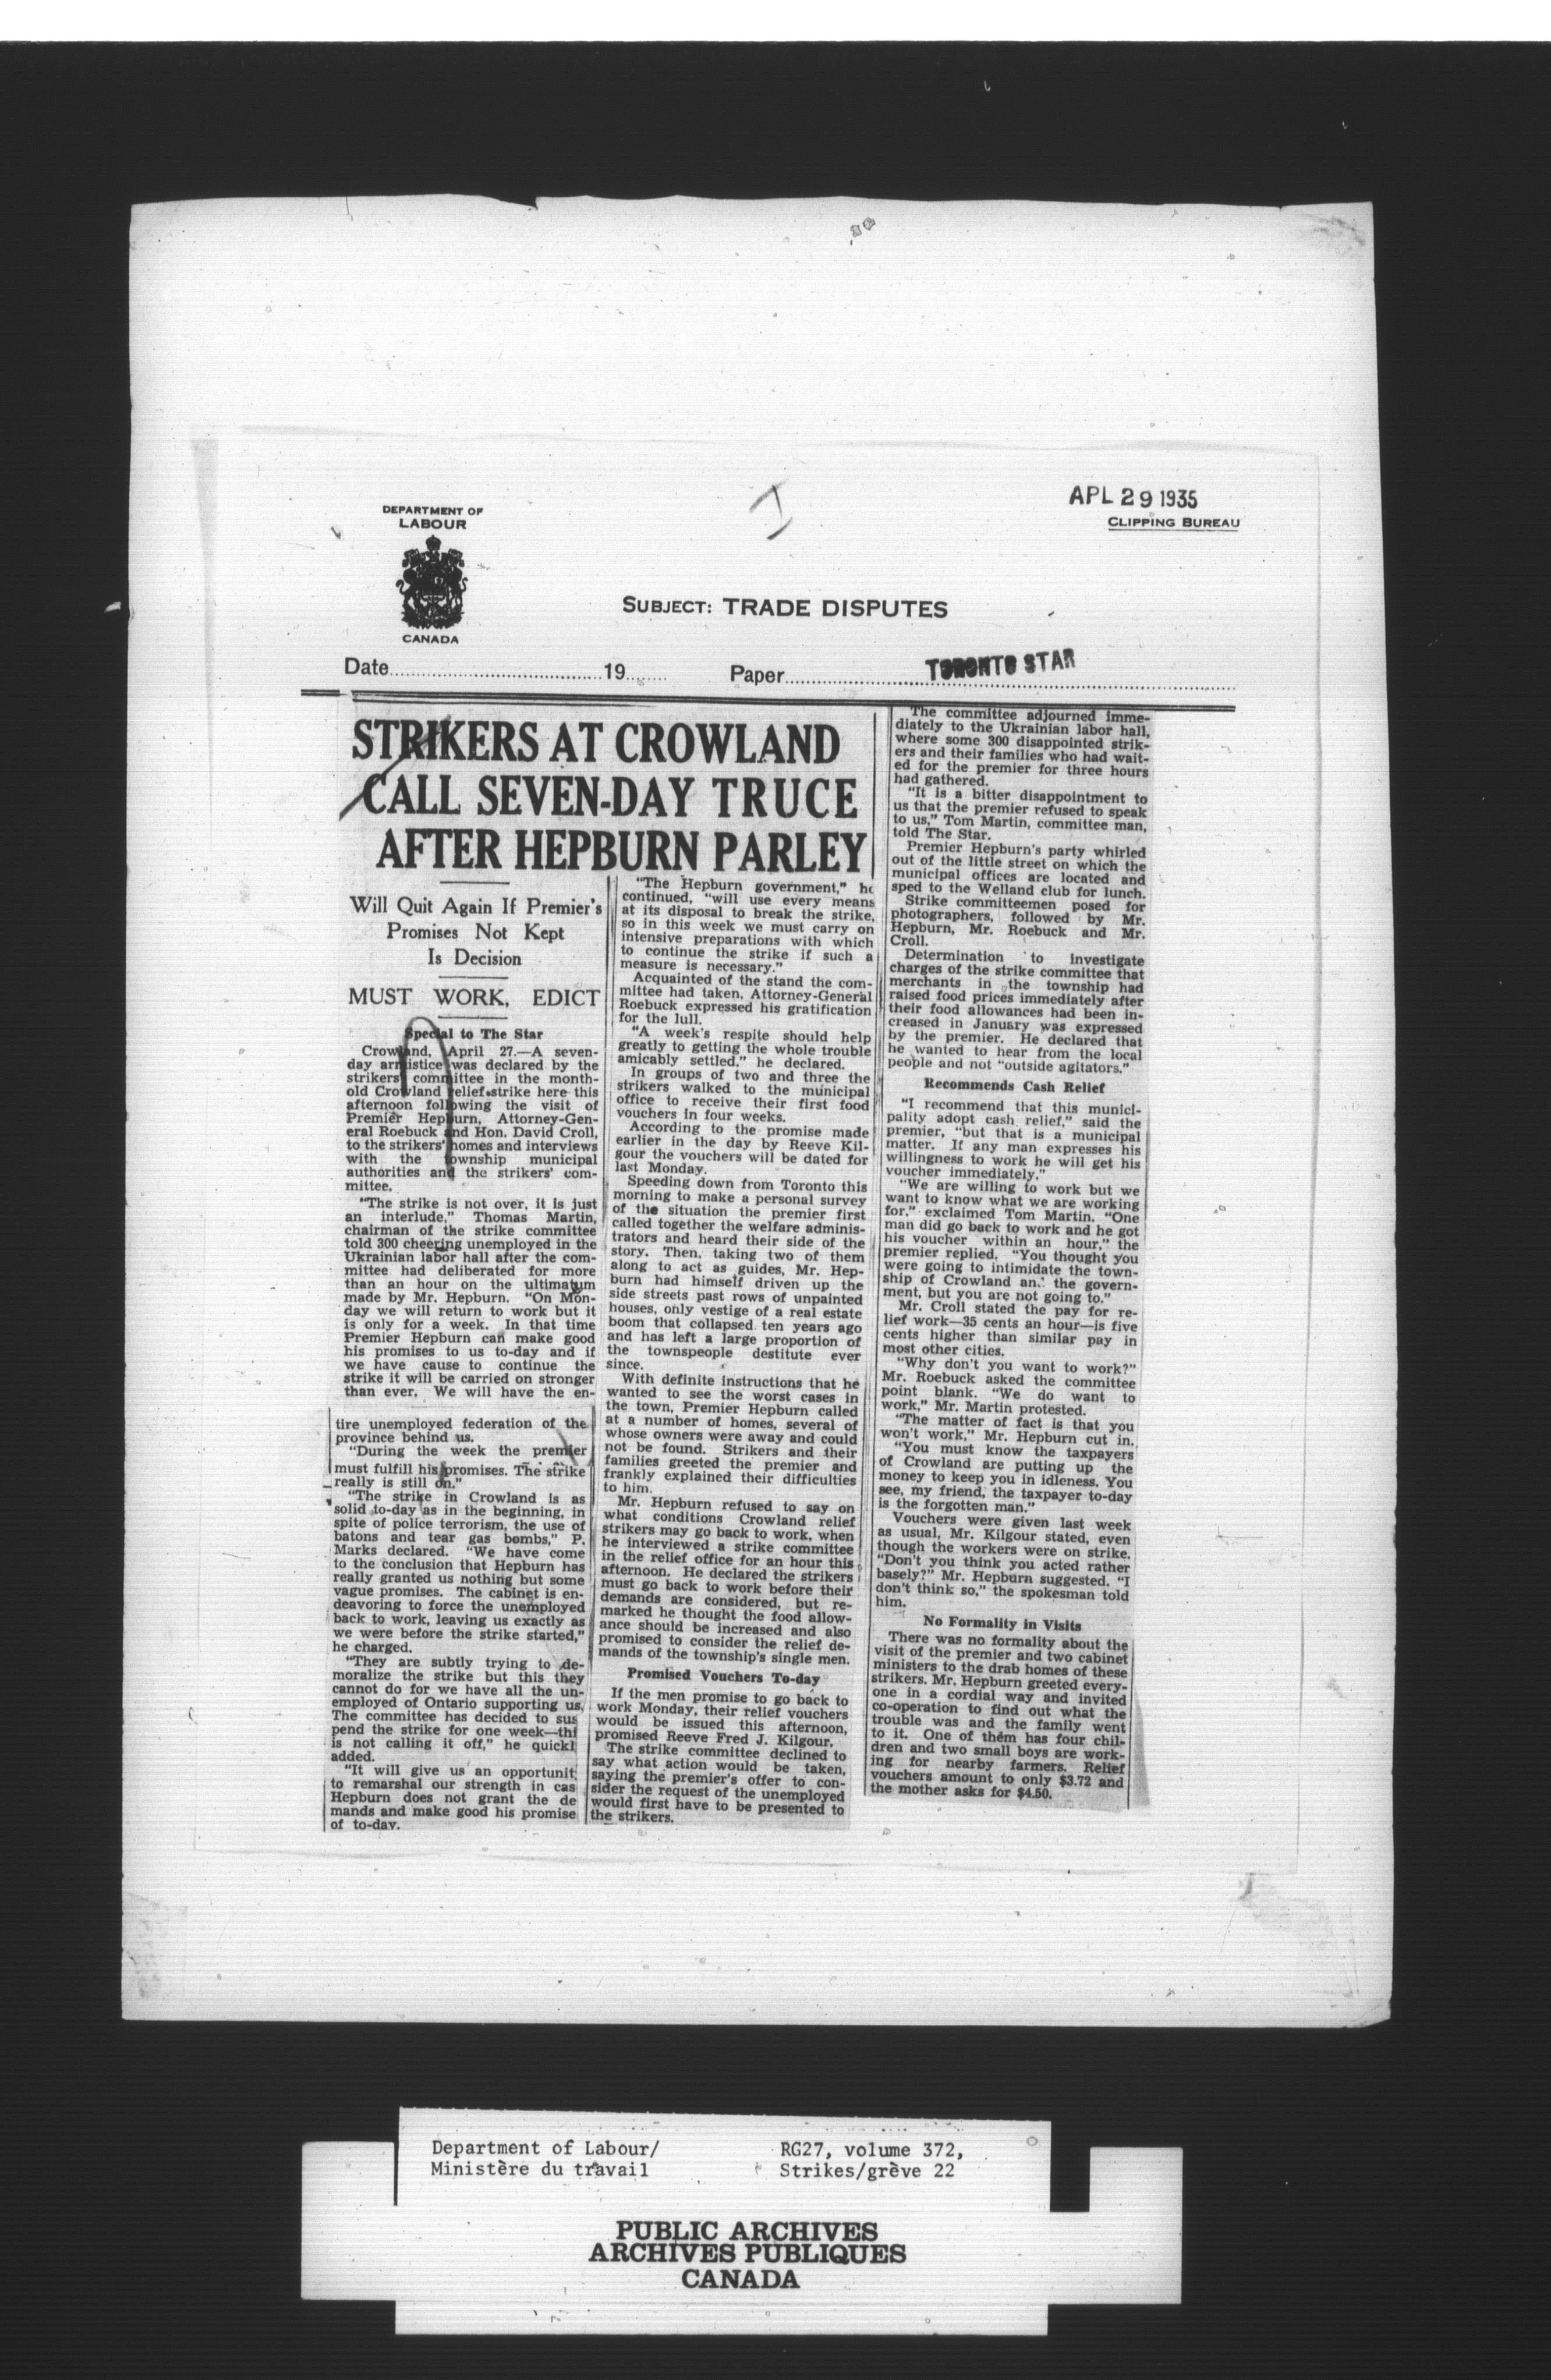 DEPARTMENT OF
LABOUR
CANADA
I
APL 29 1935
CLIPPING BUREAU
SUBJECT: TRADE DISPUTES
Date 19 Paper TORONTO STAR
STRIKERS AT CROWLAND
CALL SEVEN-DAY TRUCE
AFTER HEPBURN PARLEY
Will Quit Again If Premier's
Promises Not Kept
Is Decision
MUST WORK, EDICT
Special to The Star
Crowland, April 27.—A seven-
day armistice was declared by the
strikers' committee in the month-
old Crowland relief strike here this
afternoon following the visit of
Premier Hepburn, Attorney-Gen-
eral Roebuck and Hon. David Croll,
to the strikers' homes and interviews
with the township municipal
authorities and the strikers' com-
mittee.
"The strike is not over, it is just
an interlude," Thomas Martin,
chairman of the strike committee
told 300 cheering unemployed in the
Ukrainian labor hall after the com-
mittee had deliberated for more
than an hour on the ultimatum
made by Mr. Hepburn. "On Mon-
day we will return to work but it
is only for a week. In that time
Premier Hepburn can make good
his promises to us to-day and if
we have cause to continue the
strike it will be carried on stronger
than ever. We will have the en-
tire unemployed federation of the
province behind us.
"During the week the premier
must fulfill his promises. The strike
really is still on."
"The strike in Crowland is as
solid to-day as in the beginning, in
spite of police terrorism, the use of
batons and tear gas bombs," P.
Marks declared. "We have come
to the conclusion that Hepburn has
really granted us nothing but some
vague promises. The cabinet is en-
deavoring to force the unemployed
back to work, leaving us exactly as
we were before the strike started,"
he charged.
"They are subtly trying to de-
moralize the strike but this they
cannot do for we have all the un-
employed of Ontario supporting us.
The committee has decided to sus
pend the strike for one week—thi
is not calling it off," he quickl
added.
"It will give us an opportunit
to remarshal our strength in cas
Hepburn does not grant the de
mands and make good his promise
of to-day.
"The Hepburn government," he
continued, "will use every means
at its disposal to break the strike,
so in this week we must carry on
intensive preparations with which
to continue the strike if such a
measure is necessary."
Acquainted of the stand the com-
mittee had taken, Attorney-General
Roebuck expressed his gratification
for the lull.
"A week's respite should help
greatly to getting the whole trouble
amicably settled," he declared.
In groups of two and three the
strikers walked to the municipal
office to receive their first food
vouchers in four weeks.
According to the promise made
earlier in the day by Reeve Kil-
gour the vouchers will be dated for
last Monday.
Speeding down from Toronto this
morning to make a personal survey
of the situation the premier first
called together the welfare adminis-
trators and heard their side of the
story. Then, taking two of them
along to act as guides, Mr. Hep-
burn had himself driven up the
side streets past rows of unpainted
houses, only vestige of a real estate
boom that collapsed ten years ago
and has left a large proportion of
the townspeople destitute ever
since.
With definite instructions that he
wanted to see the worst cases in
the town, Premier Hepburn called
at a number of homes, several of
whose owners were away and could
not be found. Strikers and their
families greeted the premier and
frankly explained their difficulties
to him.
Mr. Hepburn refused to say on
what conditions Crowland relief
strikers may go back to work, when
he interviewed a strike committee
in the relief office for an hour this
afternoon. He declared the strikers
must go back to work before their
demands are considered, but re-
marked he thought the food allow-
ance should be increased and also
promised to consider the relief de-
mands of the township's single men.
Promised Vouchers To-day
If the men promise to go back to
work Monday, their relief vouchers
would be issued this afternoon,
promised Reeve Fred J. Kilgour.
The strike committee declined to
say what action would be taken,
saying the premier's offer to con-
sider the request of the unemployed
would first have to be presented to
the strikers.
The committee adjourned imme-
diately to the Ukrainian labor hall,
where some 300 disappointed strik-
ers and their families who had wait-
ed for the premier for three hours
had gathered.
"It is a bitter disappointment to
us that the premier refused to speak
to us," Tom Martin, committee man,
told The Star.
Premier Hepburn's party whirled
out of the little street on which the
municipal offices are located and
sped to the Welland club for lunch.
Strike committeemen posed for
photographers, followed by Mr.
Hepburn, Mr. Roebuck and Mr.
Croll.
Determination to investigate
charges of the strike committee that
merchants in the township had
raised food prices immediately after
their food allowances had been in-
creased in January was expressed
by the premier. He declared that
he wanted to hear from the local
people and not "outside agitators."
Recommends Cash Relief
"I recommend that this munici-
pality adopt cash relief," said the
premier, "but that is a municipal
matter. If any man expresses his
willingness to work he will get his
voucher immediately."
"We are willing to work but we
want to know what we are working
for," exclaimed Tom Martin. "One
man did go back to work and he got
his voucher within an hour," the
premier replied. "You thought you
were going to intimidate the town-
ship of Crowland an. the govern-
ment, but you are not going to."
Mr. Croll stated the pay for re-
lief work—35 cents an hour—is five
cents higher than similar pay in
most other cities.
"Why don't you want to work?"
Mr. Roebuck asked the committee
point blank. "We do want to
work," Mr. Martin protested.
"The matter of fact is that you
won't work," Mr. Hepburn cut in.
"You must know the taxpayers
of Crowland are putting up the
money to keep you in idleness. You
see, my friend, the taxpayer to-day
is the forgotten man."
Vouchers were given last week
as usual, Mr. Kilgour stated, even
though the workers were on strike.
"Don't you think you acted rather
basely?" Mr. Hepburn suggested. "I
don't think so," the spokesman told
him.
No Formality in Visits
There was no formality about the
visit of the premier and two cabinet
ministers to the drab homes of these
strikers. Mr. Hepburn greeted every-
one in a cordial way and invited
co-operation to find out what the
trouble was and the family went
to it. One of them has four chil-
dren and two small boys are work-
ing for nearby farmers. Relief
vouchers amount to only $3.72 and
the mother asks for $4.50.
Department of Labour/
Ministère du travail
RG27, volume 372,
Strikes/grève 22
PUBLIC ARCHIVES
ARCHIVES PUBLIQUES
CANADA